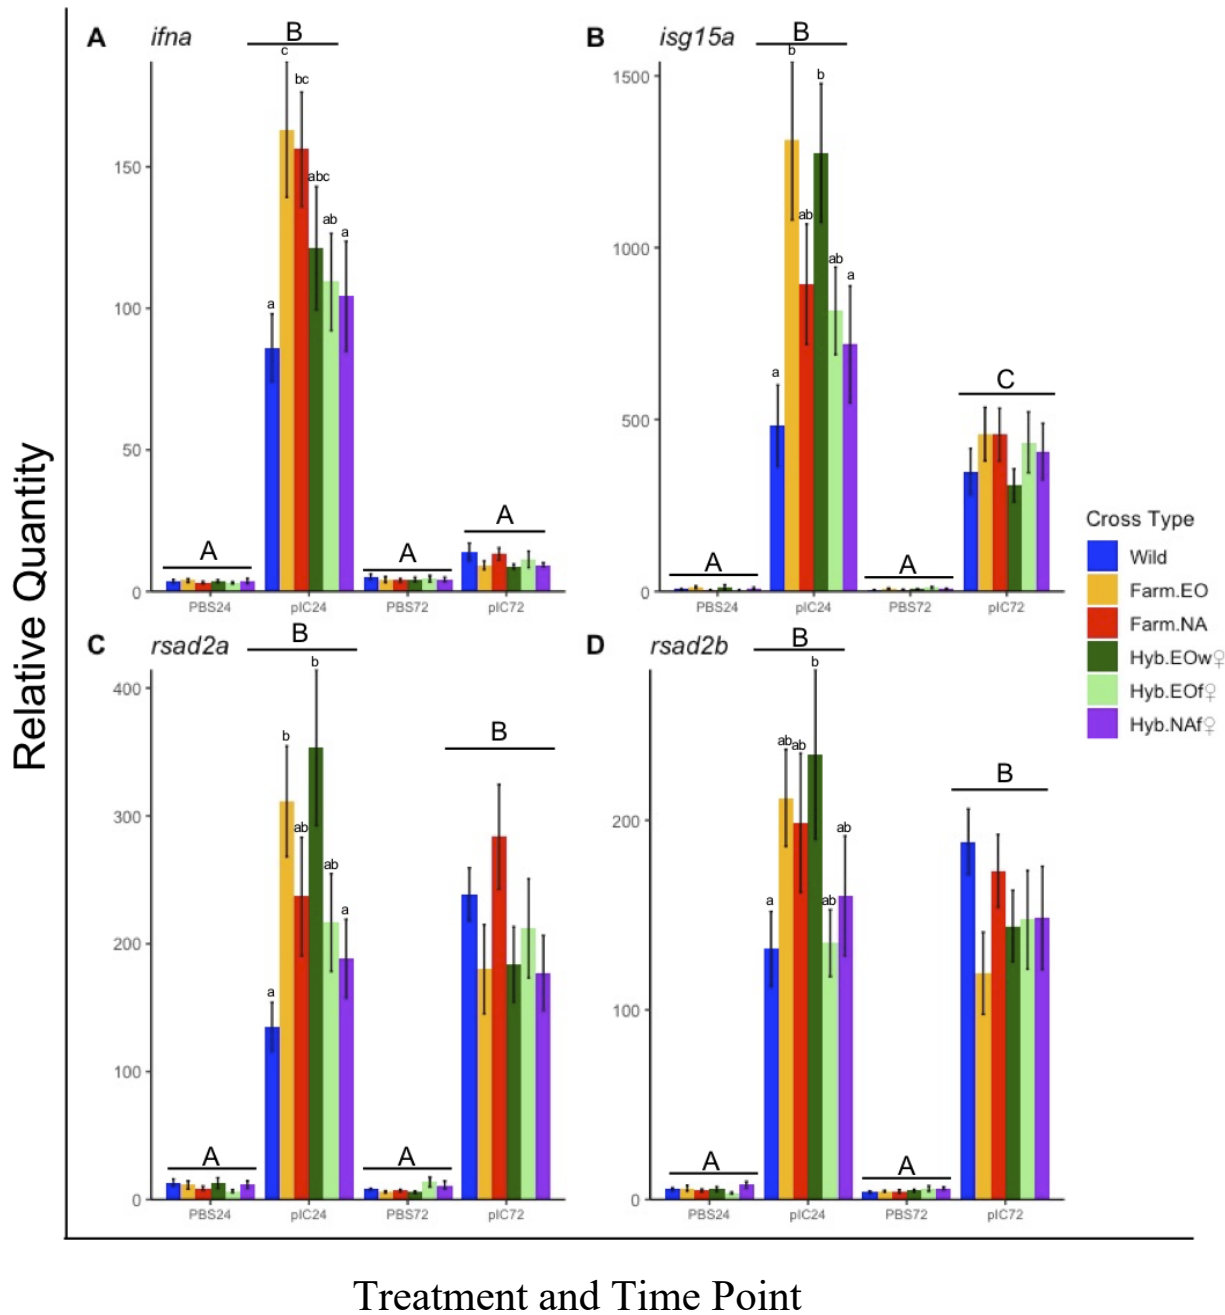 A ifna
B
c
bc
abc
ab
a
a
150
100
50
0
A
A
A
PBS24 pIC24 PBS72 pIC72
B isg15a
B
b
b
ab
ab
a
a
1500
1000
500
0
A
A
C
PBS24 pIC24 PBS72 pIC72
C rsad2a
B
b
b
ab
ab
a
a
400
300
200
100
0
A
A
B
PBS24 pIC24 PBS72 pIC72
D rsad2b
B
b
ab ab
ab
ab
a
200
100
0
A
A
B
PBS24 pIC24 PBS72 pIC72
Cross Type
Wild
Farm.EO
Farm.NA
Hyb.EOw♀
Hyb.EOf♀
Hyb.NAf♀
Relative Quantity
Treatment and Time Point